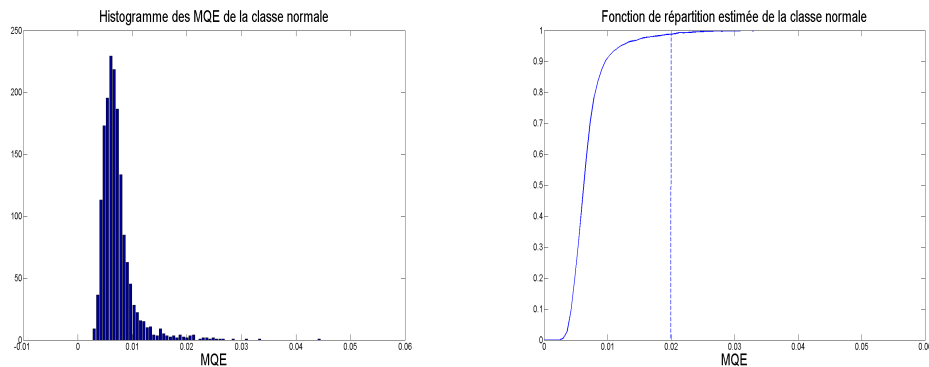 Histogramme des MQE de la classe normale
250
200
150
100
50
0
-0.01 0 0.01 0.02 0.03 0.04 0.05 0.06
MQE
Fonction de répartition estimée de la classe normale
1
0.9
0.8
0.7
0.6
0.5
0.4
0.3
0.2
0.1
0
0 0.01 0.02 0.03 0.04 0.05 0.06
MQE